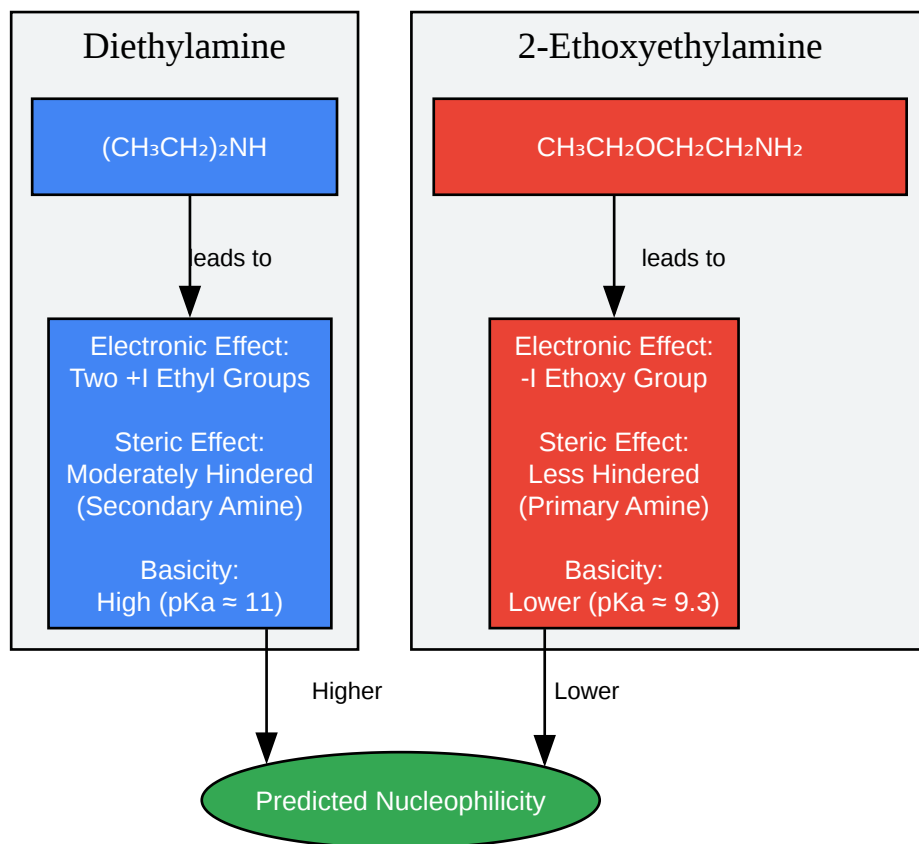 Diethylamine
(CH₃CH₂)₂NH
leads to
Electronic Effect:
Two +I Ethyl Groups
Steric Effect:
Moderately Hindered
(Secondary Amine)
Basicity:
High (pKa ≈ 11)
Higher
2-Ethoxyethylamine
CH₃CH₂OCH₂CH₂NH₂
leads to
Electronic Effect:
-I Ethoxy Group
Steric Effect:
Less Hindered
(Primary Amine)
Basicity:
Lower (pKa ≈ 9.3)
Lower
Predicted Nucleophilicity